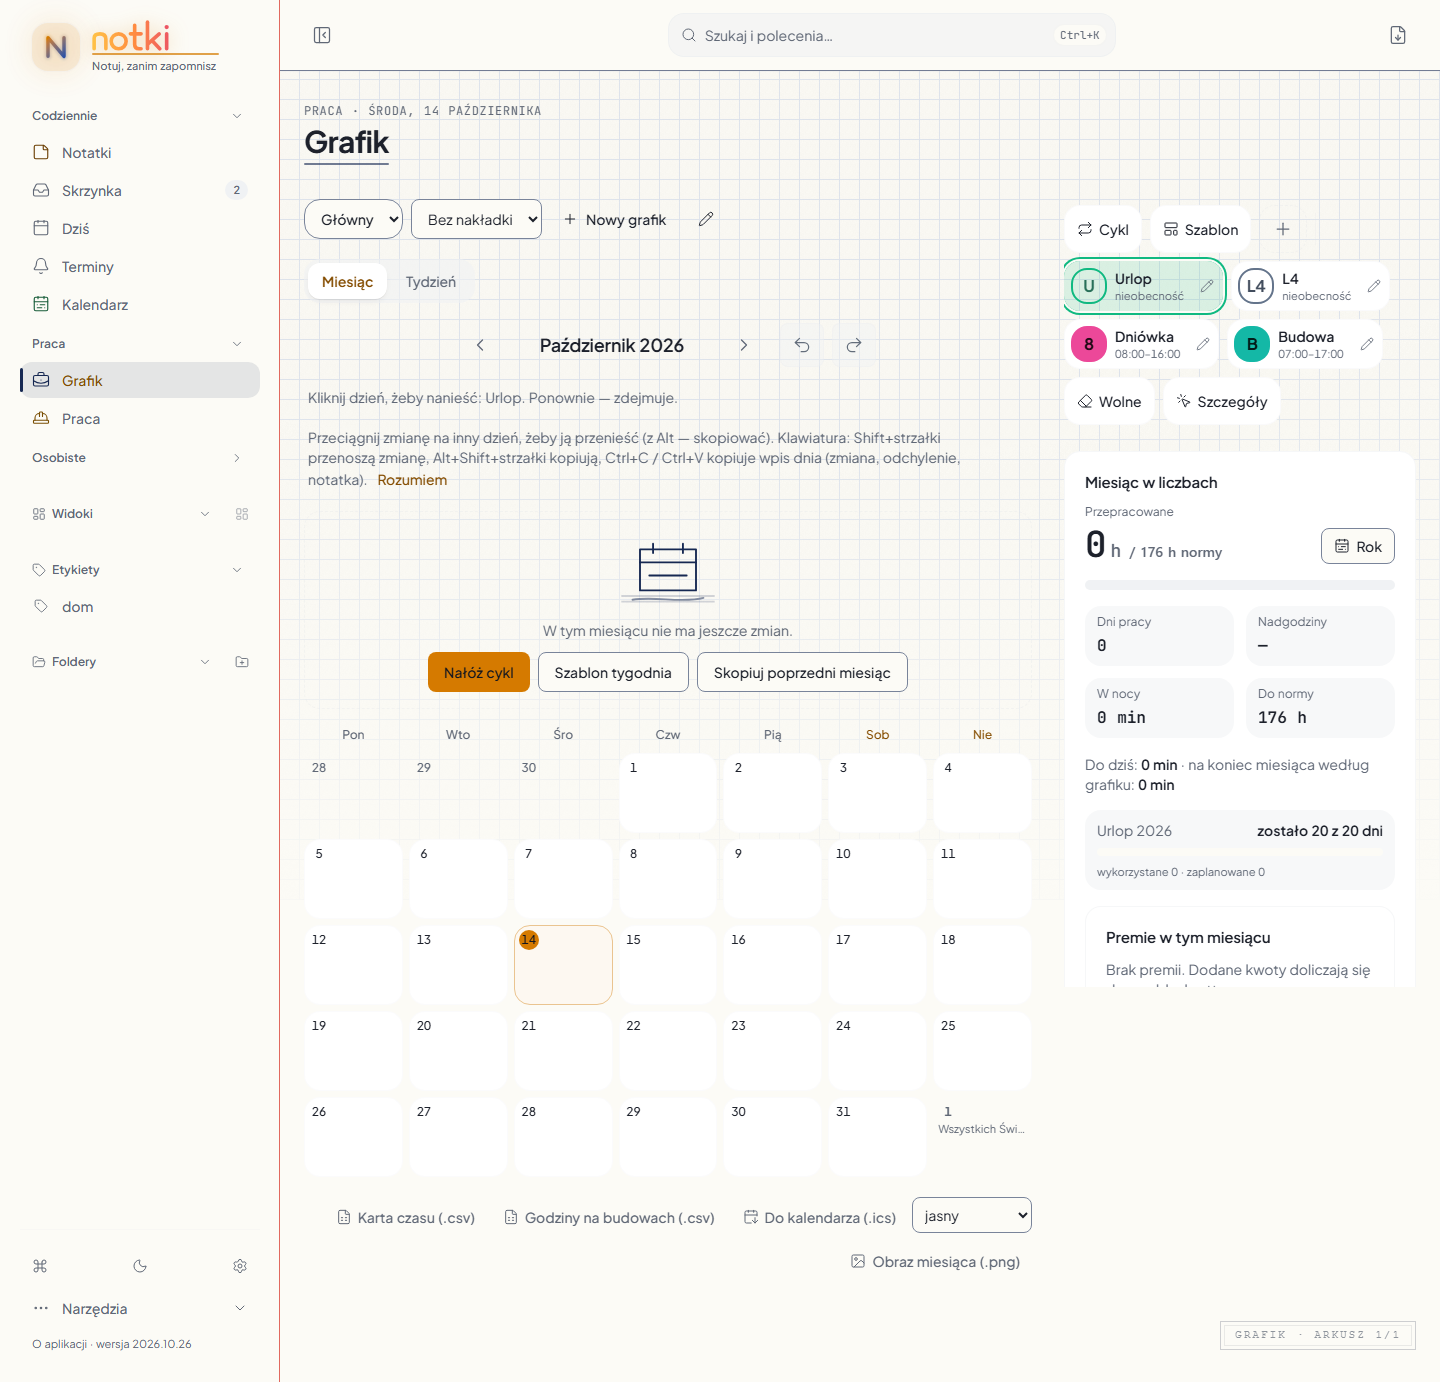 N
notki
Notuj, zanim zapomnisz
Codziennie
Notatki
Skrzynka 2
Dziś
Terminy
Kalendarz
Praca
Grafik
Praca
Osobiste
Widoki
Etykiety
dom
Foldery
Narzędzia
O aplikacji · wersja 2026.10.26
Szukaj i polecenia… Ctrl+K
PRACA · ŚRODA, 14 PAŹDZIERNIKA
Grafik
Główny Bez nakładki Nowy grafik
Miesiąc Tydzień
Październik 2026
Kliknij dzień, żeby nanieść: Urlop. Ponownie — zdejmuje.
Przeciągnij zmianę na inny dzień, żeby ją przenieść (z Alt — skopiować). Klawiatura: Shift+strzałki
przenoszą zmianę, Alt+Shift+strzałki kopiują, Ctrl+C / Ctrl+V kopiuje wpis dnia (zmiana, odchylenie,
notatka). Rozumiem
W tym miesiącu nie ma jeszcze zmian.
Nałóż cykl Szablon tygodnia Skopiuj poprzedni miesiąc
Pon Wto Śro Czw Pią Sob Nie
28 29 30 1 2 3 4
5 6 7 8 9 10 11
12 13 14 15 16 17 18
19 20 21 22 23 24 25
26 27 28 29 30 31 1
Wszystkich Świ…
Karta czasu (.csv) Godziny na budowach (.csv) Do kalendarza (.ics) jasny
Obraz miesiąca (.png)
Cykl Szablon
U Urlop
nieobecność
L4 L4
nieobecność
8 Dniówka
08:00–16:00
B Budowa
07:00–17:00
Wolne Szczegóły
Miesiąc w liczbach
Przepracowane
0 h / 176 h normy Rok
Dni pracy
0
Nadgodziny
—
W nocy
0 min
Do normy
176 h
Do dziś: 0 min · na koniec miesiąca według
grafiku: 0 min
Urlop 2026 zostało 20 z 20 dni
wykorzystane 0 · zaplanowane 0
Premie w tym miesiącu
Brak premii. Dodane kwoty doliczają się
GRAFIK · ARKUSZ 1/1